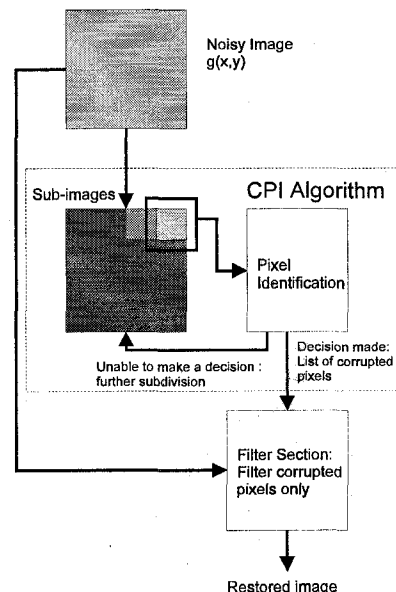 Noisy Image
g(x,y)
CPI Algorithm
Sub-images
Pixel
Identification
Unable to make a decision :
further subdivision
Decision made:
List of corrupted
pixels
Filter Section:
Filter corrupted
pixels only
Restored image